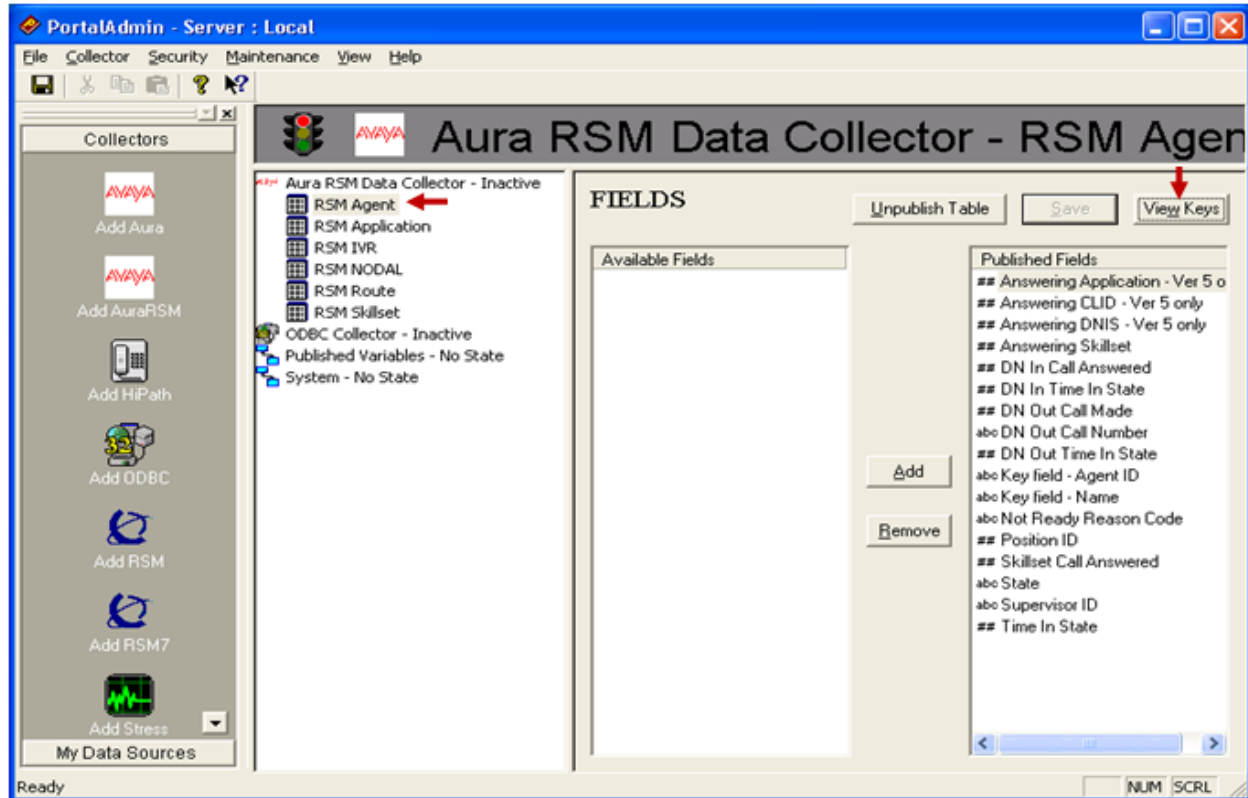 PortalAdmin - Server : Local
File Collector Security Maintenance View Help
Collectors
AVAYA
Add Aura
AVAYA
Add AuraRSM
Add HiPath
32
Add ODBC
Add RSM
Add RSM7
Add Stress
My Data Sources
AVAYA Aura RSM Data Collector - RSM Agen
Aura RSM Data Collector - Inactive
RSM Agent
RSM Application
RSM IVR
RSM NODAL
RSM Route
RSM Skillset
ODBC Collector - Inactive
Published Variables - No State
System - No State
FIELDS
Unpublish Table Save View Keys
Available Fields
Add
Remove
Published Fields
## Answering Application - Ver 5 o
## Answering CLID - Ver 5 only
## Answering DNIS - Ver 5 only
## Answering Skillset
## DN In Call Answered
## DN In Time In State
## DN Out Call Made
abc DN Out Call Number
## DN Out Time In State
abc Key field - Agent ID
abc Key field - Name
abc Not Ready Reason Code
## Position ID
## Skillset Call Answered
abc State
abc Supervisor ID
## Time In State
Ready
NUM SCRL